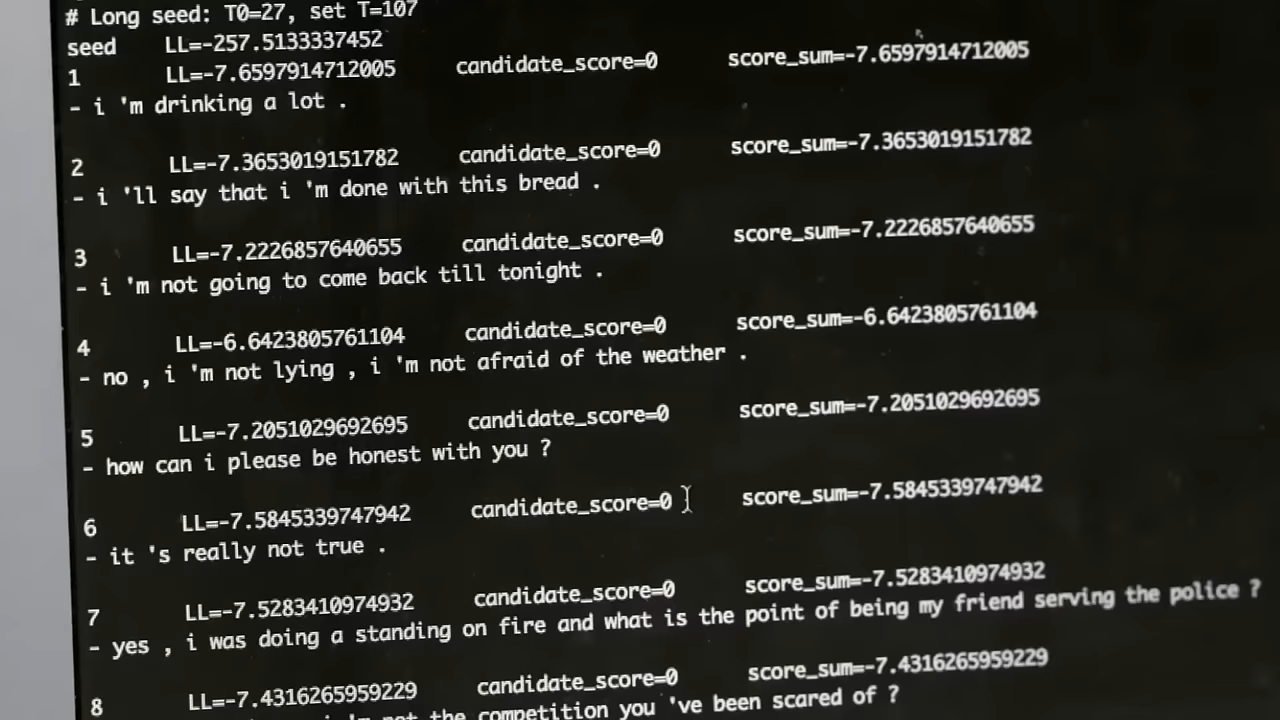 # Long seed: T0=27, set T=107
seed LL=-257.5133337452
1 LL=-7.6597914712005 candidate_score=0 score_sum=-7.6597914712005
- i 'm drinking a lot .
2 LL=-7.3653019151782 candidate_score=0 score_sum=-7.3653019151782
- i 'll say that i 'm done with this bread .
3 LL=-7.2226857640655 candidate_score=0 score_sum=-7.2226857640655
- i 'm not going to come back till tonight .
4 LL=-6.6423805761104 candidate_score=0 score_sum=-6.6423805761104
- no , i 'm not lying , i 'm not afraid of the weather .
5 LL=-7.2051029692695 candidate_score=0 score_sum=-7.2051029692695
- how can i please be honest with you ?
6 LL=-7.5845339747942 candidate_score=0 score_sum=-7.5845339747942
- it 's really not true .
7 LL=-7.5283410974932 candidate_score=0 score_sum=-7.5283410974932
- yes , i was doing a standing on fire and what is the point of being my friend serving the police ?
8 LL=-7.4316265959229 candidate_score=0 score_sum=-7.4316265959229
i 'm not the competition you 've been scared of ?